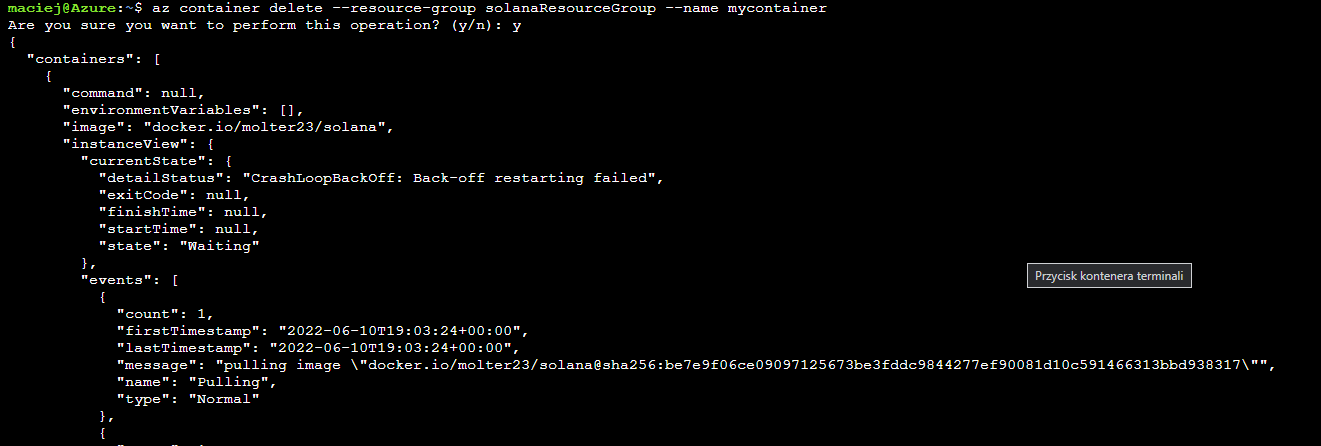 maciej@Azure:~$ az container delete --resource-group solanaResourceGroup --name mycontainer
Are you sure you want to perform this operation? (y/n): y
{
  "containers": [
    {
      "command": null,
      "environmentVariables": [],
      "image": "docker.io/molter23/solana",
      "instanceView": {
        "currentState": {
          "detailStatus": "CrashLoopBackOff: Back-off restarting failed",
          "exitCode": null,
          "finishTime": null,
          "startTime": null,
          "state": "Waiting"
        },
        "events": [
          {
            "count": 1,
            "firstTimestamp": "2022-06-10T19:03:24+00:00",
            "lastTimestamp": "2022-06-10T19:03:24+00:00",
            "message": "pulling image \"docker.io/molter23/solana@sha256:be7e9f06ce09097125673be3fddc9844277ef90081d10c591466313bbd938317\"",
            "name": "Pulling",
            "type": "Normal"
          },
          {
Przycisk kontenera terminali